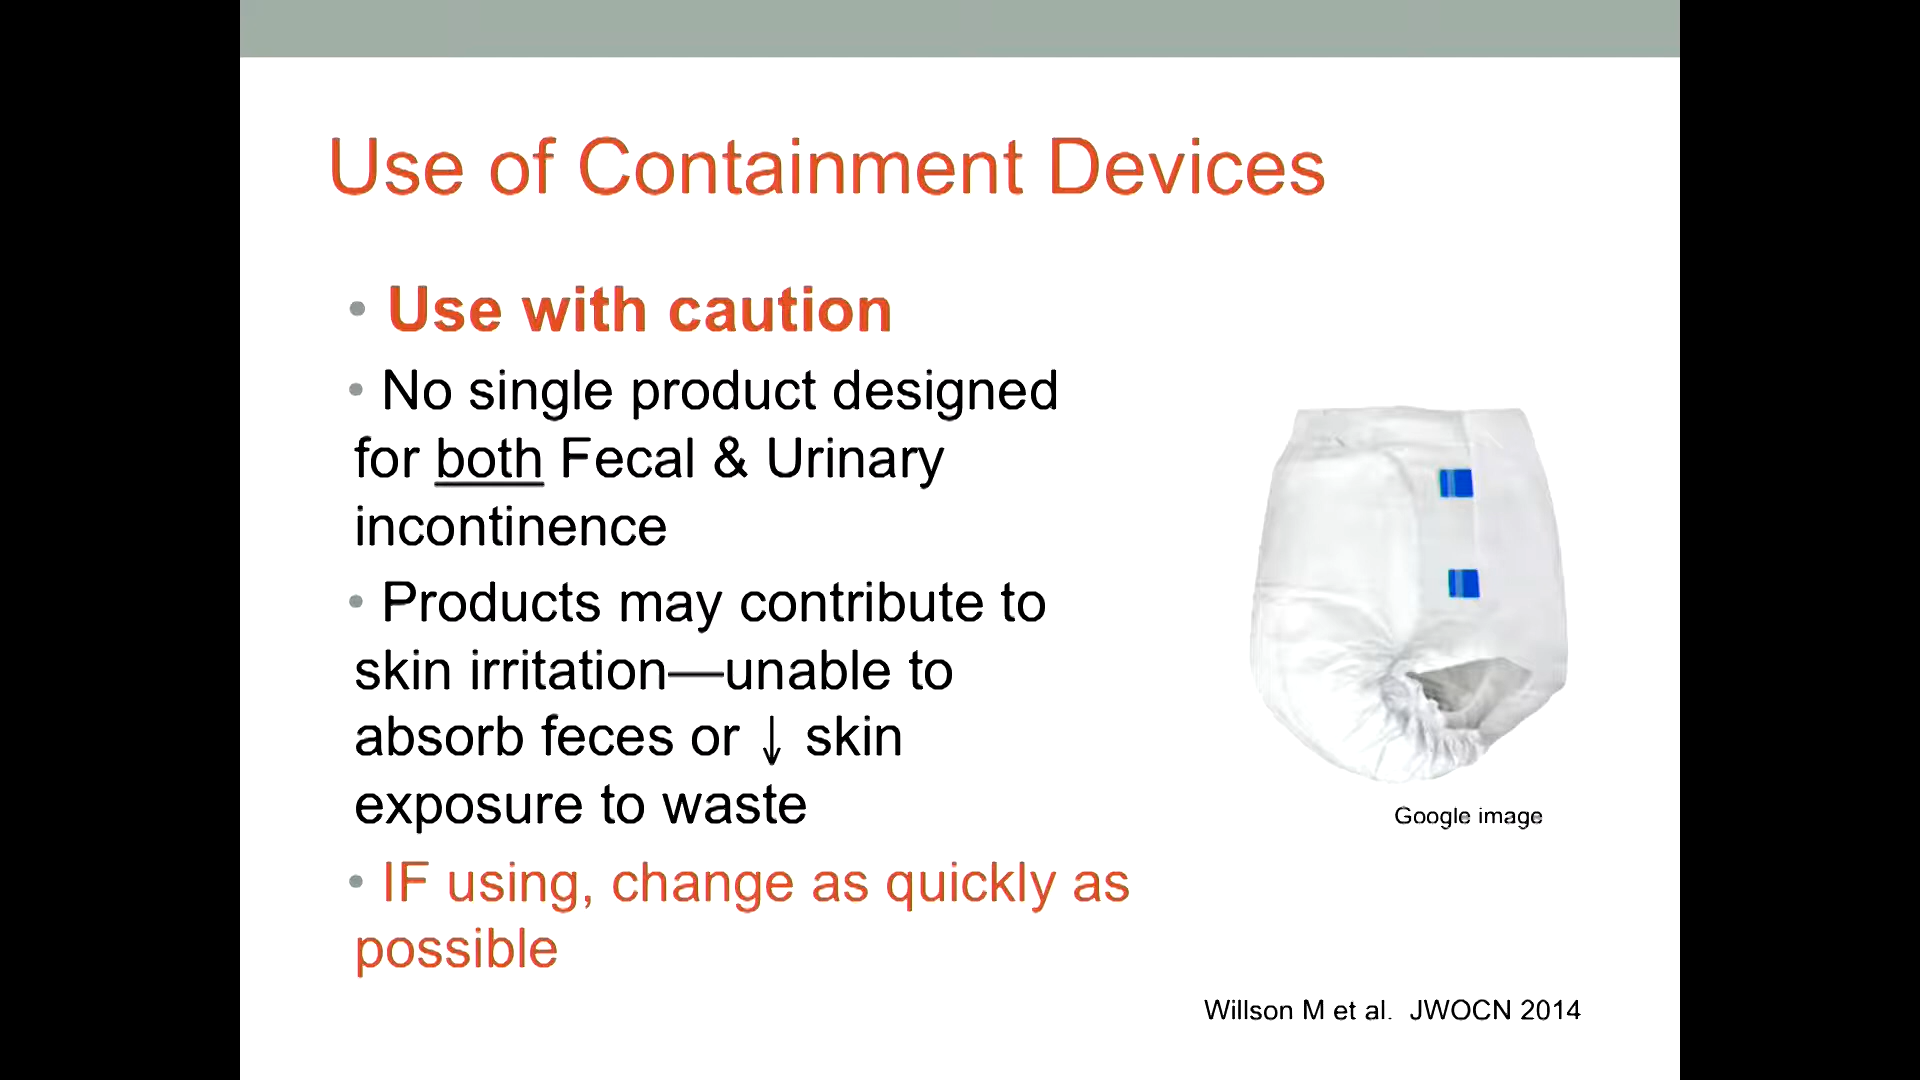 Use of Containment Devices
• Use with caution
• No single product designed
for both Fecal & Urinary
incontinence
• Products may contribute to
skin irritation—unable to
absorb feces or ↓ skin
exposure to waste
• IF using, change as quickly as
possible
Google image
Willson M et al.  JWOCN 2014